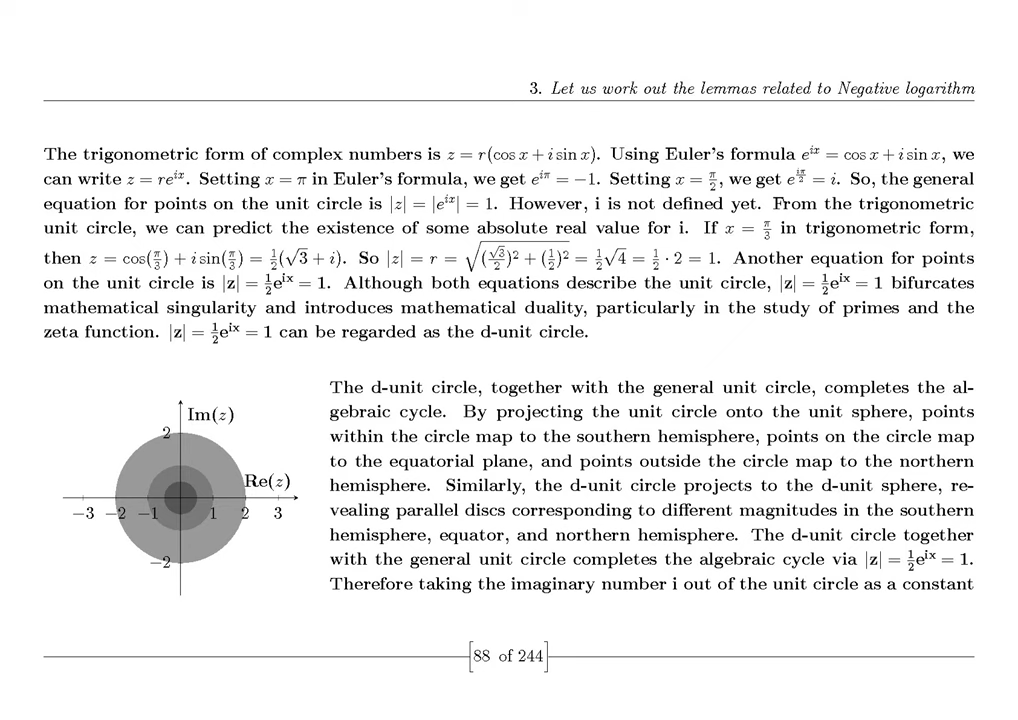 3. Let us work out the lemmas related to Negative logarithm
The trigonometric form of complex numbers is z = r(cos x + i sin x). Using Euler's formula e^{ix} = cos x + i sin x, we
can write z = re^{ix}. Setting x = π in Euler's formula, we get e^{iπ} = −1. Setting x = π/2, we get e^{iπ/2} = i. So, the general
equation for points on the unit circle is |z| = |e^{ix}| = 1. However, i is not defined yet. From the trigonometric
unit circle, we can predict the existence of some absolute real value for i. If x = π/3 in trigonometric form,
then z = cos(π/3) + i sin(π/3) = 1/2(√3 + i). So |z| = r = √((√3/2)² + (1/2)²) = 1/2√4 = 1/2 · 2 = 1. Another equation for points
on the unit circle is |z| = 1/2e^{ix} = 1. Although both equations describe the unit circle, |z| = 1/2e^{ix} = 1 bifurcates
mathematical singularity and introduces mathematical duality, particularly in the study of primes and the
zeta function. |z| = 1/2e^{ix} = 1 can be regarded as the d-unit circle.
Im(z)
2
Re(z)
−3 −2 −1 1 2 3
−2
The d-unit circle, together with the general unit circle, completes the al-
gebraic cycle. By projecting the unit circle onto the unit sphere, points
within the circle map to the southern hemisphere, points on the circle map
to the equatorial plane, and points outside the circle map to the northern
hemisphere. Similarly, the d-unit circle projects to the d-unit sphere, re-
vealing parallel discs corresponding to different magnitudes in the southern
hemisphere, equator, and northern hemisphere. The d-unit circle together
with the general unit circle completes the algebraic cycle via |z| = 1/2e^{ix} = 1.
Therefore taking the imaginary number i out of the unit circle as a constant
88 of 244